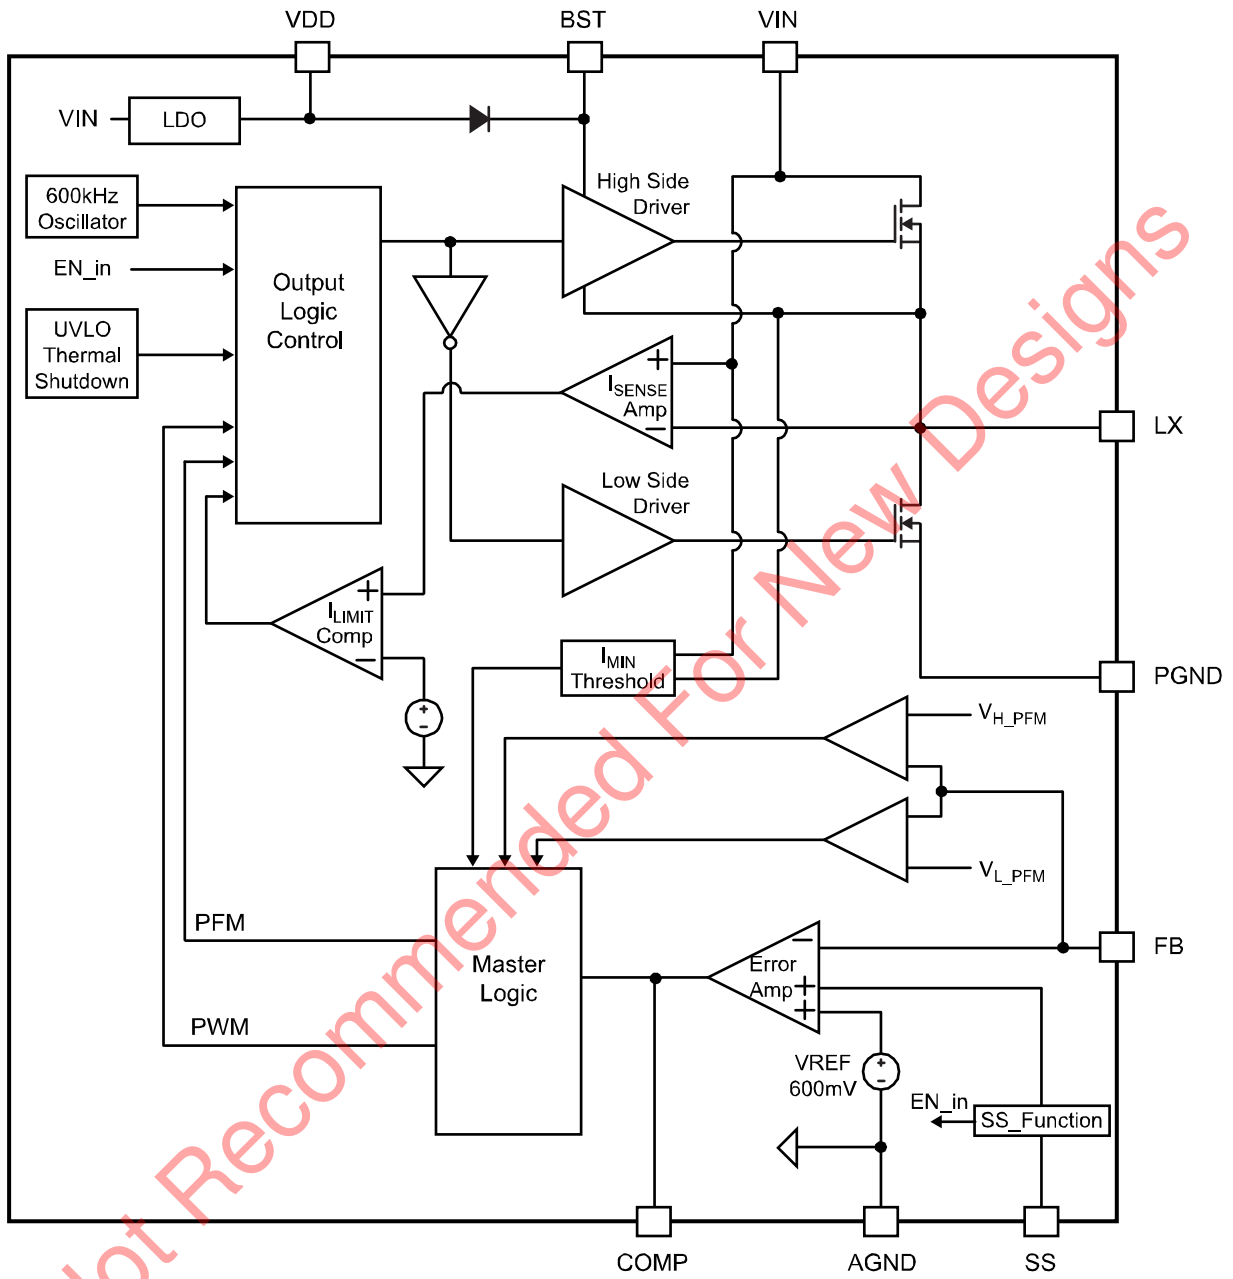 VDD
BST
VIN
VIN
LDO
600kHz
Oscillator
EN_in
UVLO
Thermal
Shutdown
Output
Logic
Control
High Side
Driver
+
ISENSE
Amp
−
LX
Low Side
Driver
+
ILIMIT
Comp
−
+
−
IMIN
Threshold
PGND
VH_PFM
VL_PFM
PFM
PWM
Master
Logic
−
Error
Amp
+
+
FB
VREF
600mV
+
−
EN_in
SS_Function
COMP
AGND
SS
Not Recommended For New Designs